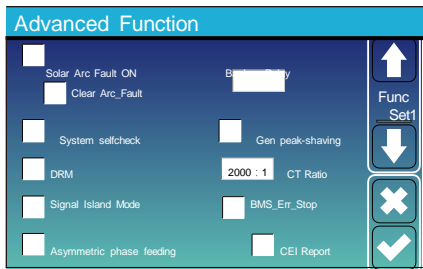 Advanced Function
Solar Arc Fault ON
Clear Arc_Fault
Func
Set1
System selfcheck
Gen peak-shaving
DRM
2000 : 1
CT Ratio
Signal Island Mode
BMS_Err_Stop
Asymmetric phase feeding
CEI Report